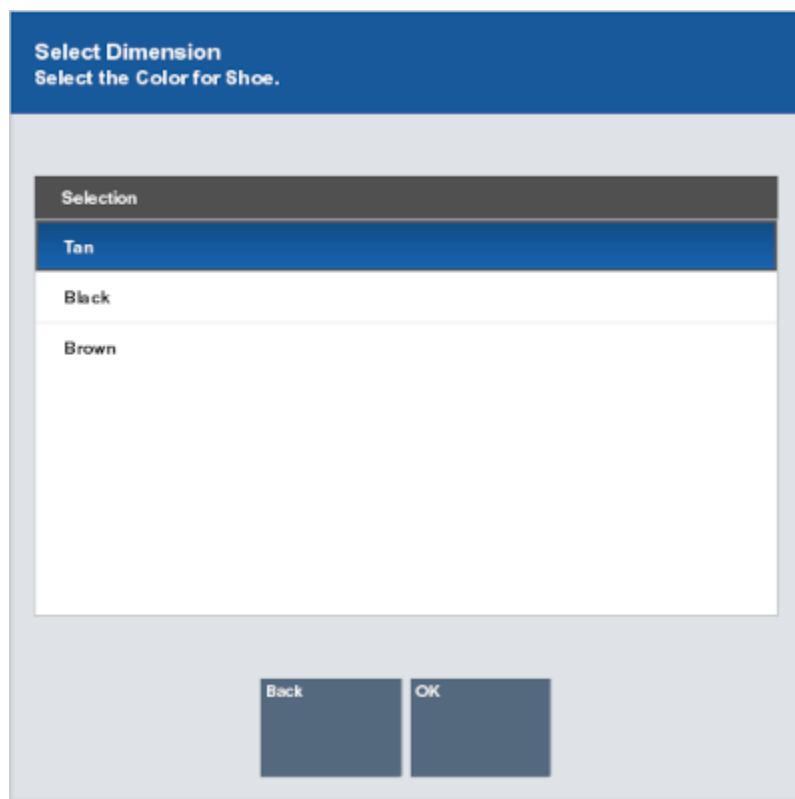 Select Dimension
Select the Color for Shoe.
Selection
Tan
Black
Brown
Back
OK